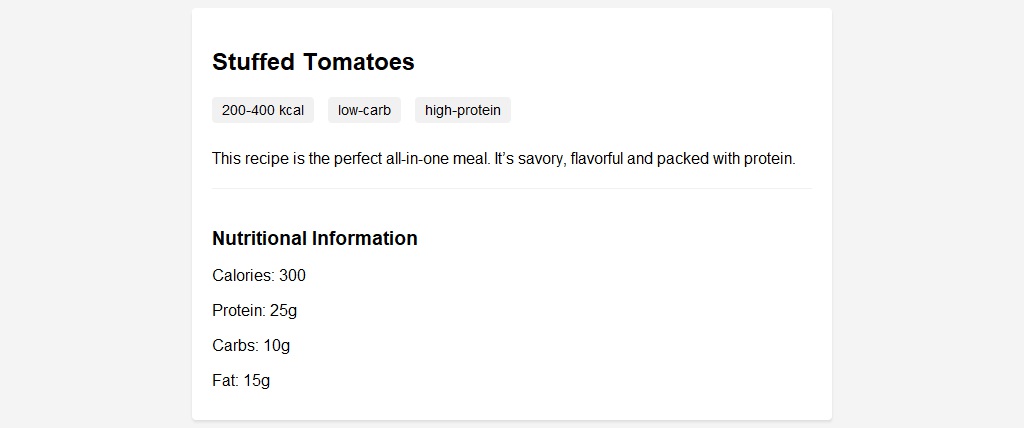 Stuffed Tomatoes
200-400 kcal low-carb high-protein
This recipe is the perfect all-in-one meal. It’s savory, flavorful and packed with protein.
Nutritional Information
Calories: 300
Protein: 25g
Carbs: 10g
Fat: 15g